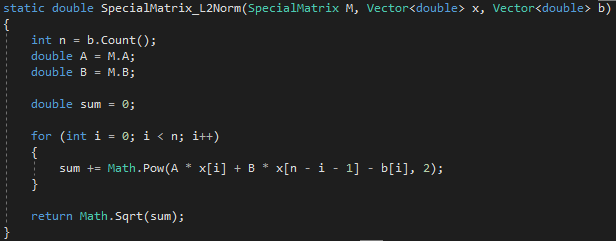 static double SpecialMatrix_L2Norm(SpecialMatrix M, Vector<double> x, Vector<double> b)
{
int n = b.Count();
double A = M.A;
double B = M.B;
double sum = 0;
for (int i = 0; i < n; i++)
{
sum += Math.Pow(A * x[i] + B * x[n - i - 1] - b[i], 2);
}
return Math.Sqrt(sum);
}